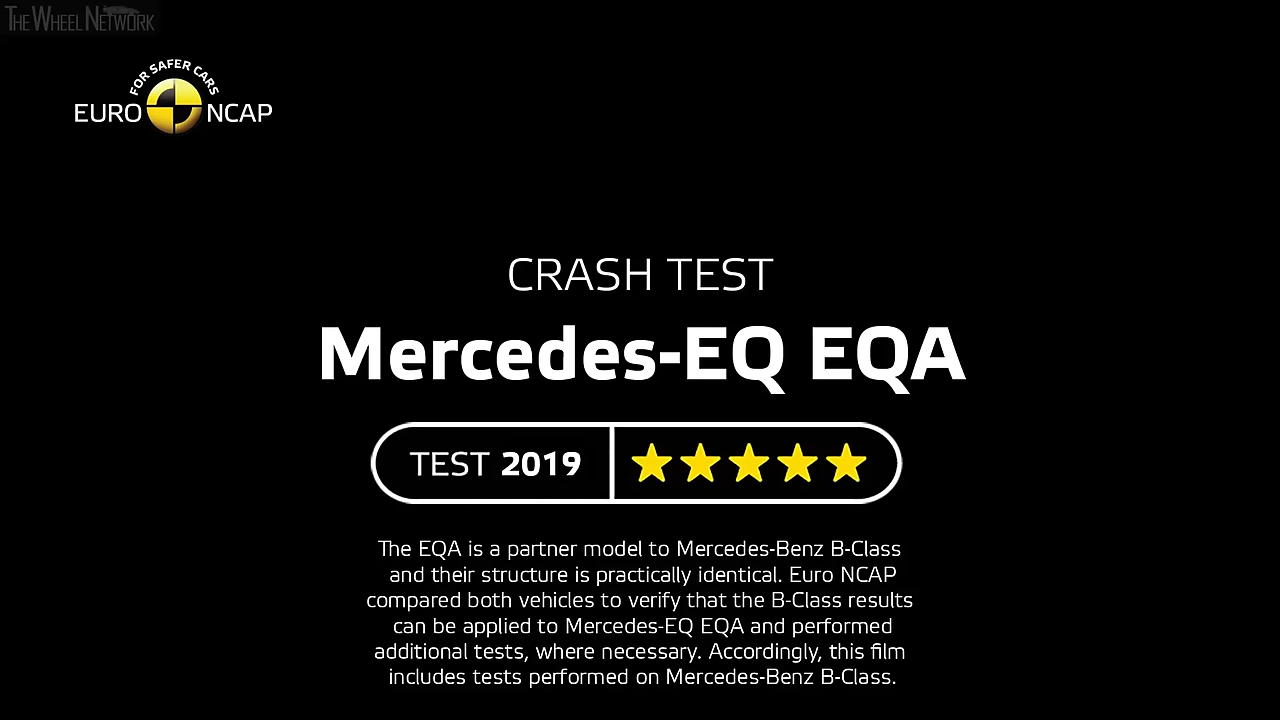 THE WHEEL NETWORK
FOR SAFER CARS
EURO NCAP
CRASH TEST
Mercedes-EQ EQA
TEST 2019
The EQA is a partner model to Mercedes-Benz B-Class
and their structure is practically identical. Euro NCAP
compared both vehicles to verify that the B-Class results
can be applied to Mercedes-EQ EQA and performed
additional tests, where necessary. Accordingly, this film
includes tests performed on Mercedes-Benz B-Class.